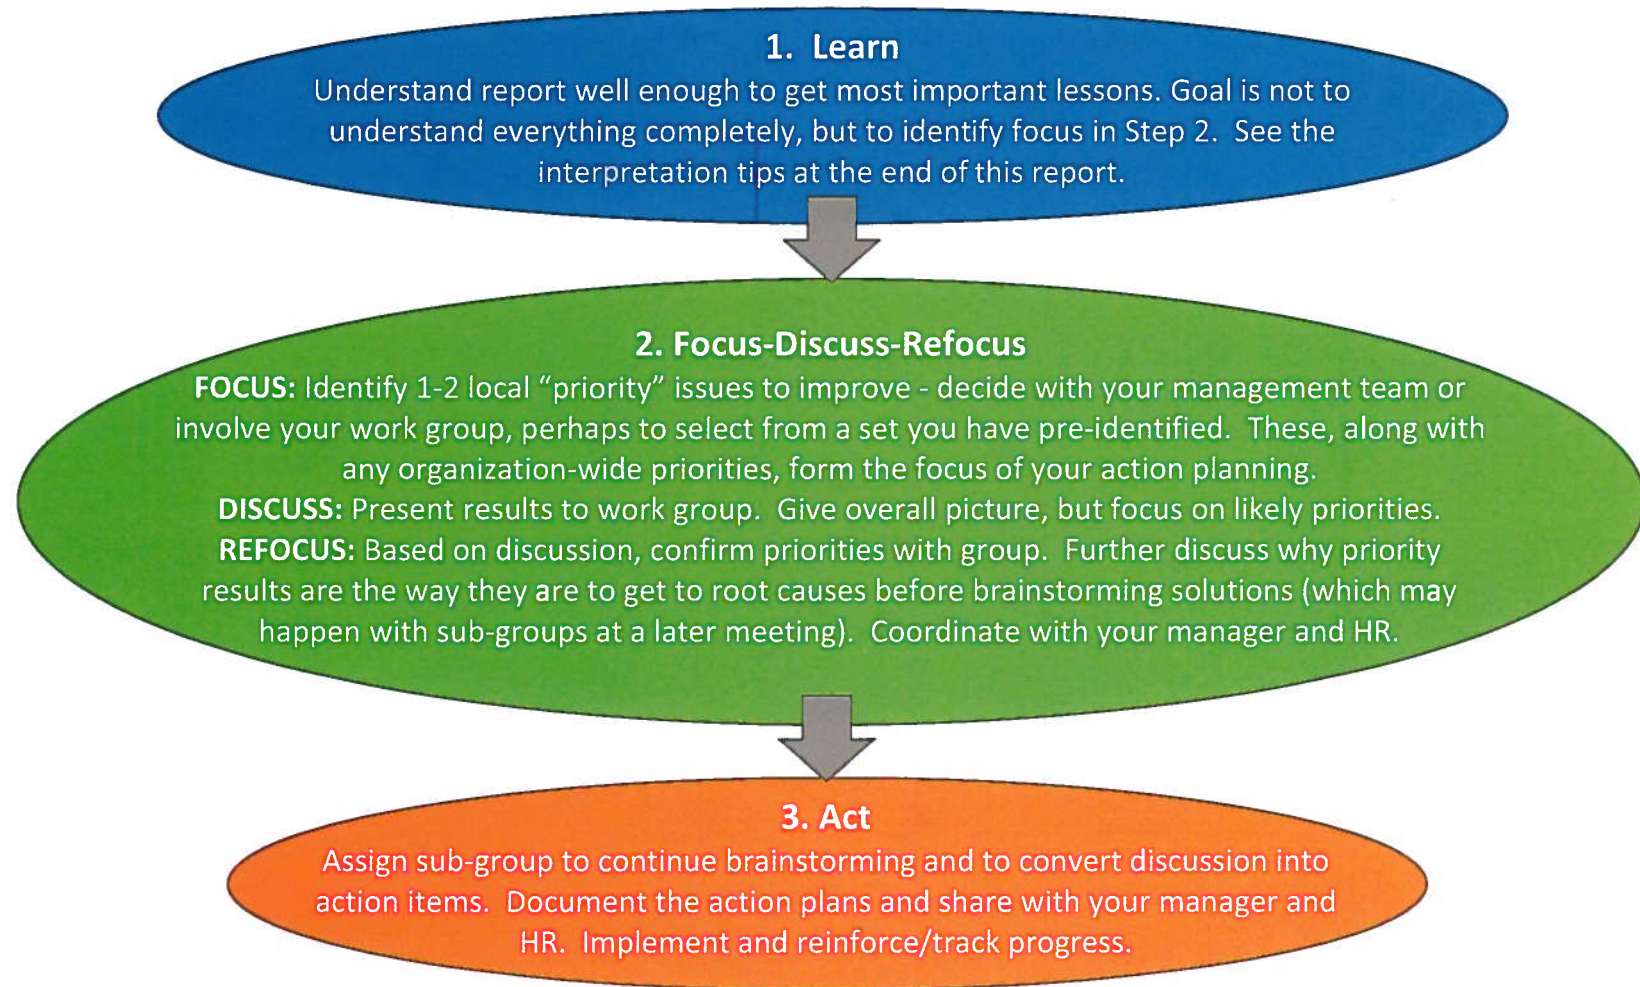 1. Learn
Understand report well enough to get most important lessons. Goal is not to
understand everything completely, but to identify focus in Step 2. See the
interpretation tips at the end of this report.
2. Focus-Discuss-Refocus
FOCUS: Identify 1-2 local “priority” issues to improve - decide with your management team or
involve your work group, perhaps to select from a set you have pre-identified. These, along with
any organization-wide priorities, form the focus of your action planning.
DISCUSS: Present results to work group. Give overall picture, but focus on likely priorities.
REFOCUS: Based on discussion, confirm priorities with group. Further discuss why priority
results are the way they are to get to root causes before brainstorming solutions (which may
happen with sub-groups at a later meeting). Coordinate with your manager and HR.
3. Act
Assign sub-group to continue brainstorming and to convert discussion into
action items. Document the action plans and share with your manager and
HR. Implement and reinforce/track progress.